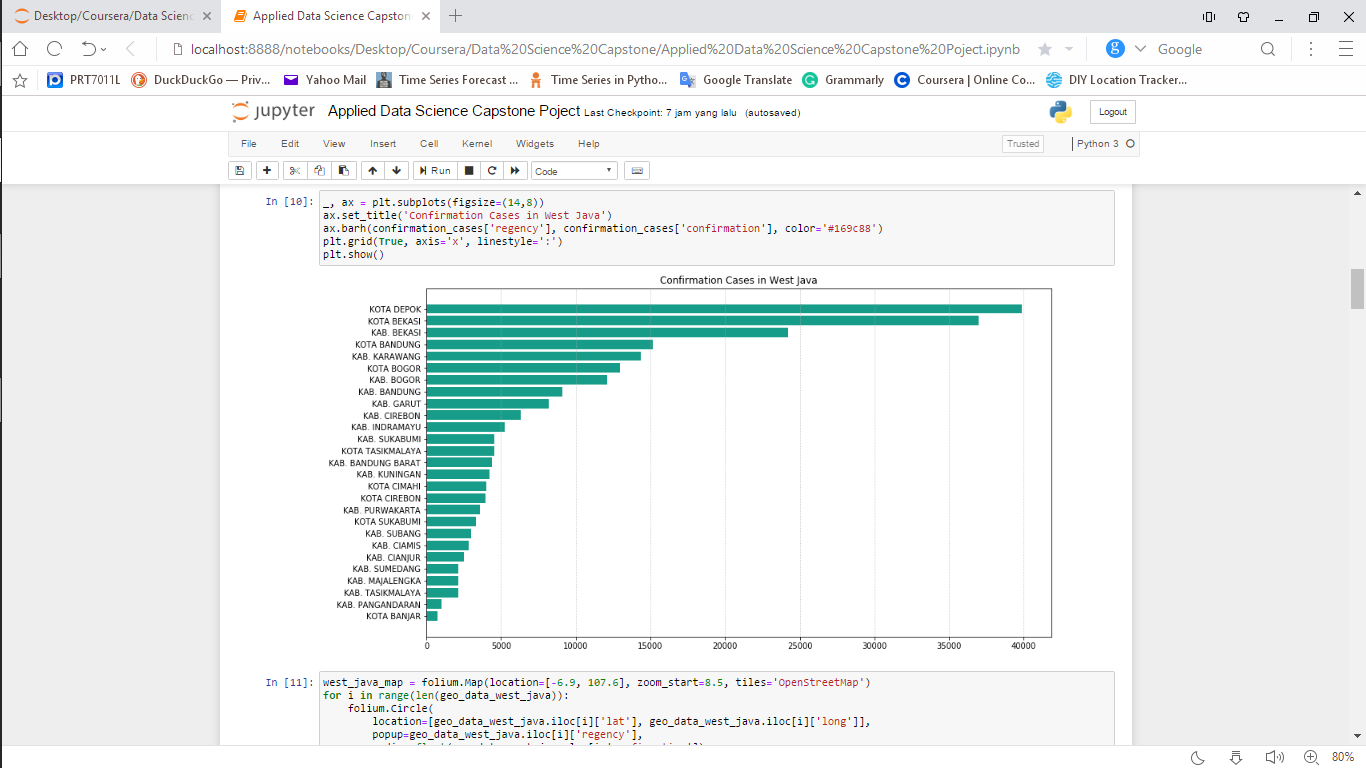 Desktop/Coursera/Data Scienc
Applied Data Science Capston
localhost:8888/notebooks/Desktop/Coursera/Data%20Science%20Capstone/Applied%20Data%20Science%20Capstone%20Poject.ipynb
g
Google
PRT7011L
DuckDuckGo — Priv...
Yahoo Mail
Time Series Forecast ...
Time Series in Pytho...
Google Translate
Grammarly
Coursera | Online Co...
DIY Location Tracker...
jupyter
Applied Data Science Capstone Poject Last Checkpoint: 7 jam yang lalu (autosaved)
Logout
File Edit View Insert Cell Kernel Widgets Help
Trusted
Python 3
Run
Code
In [10]:
_, ax = plt.subplots(figsize=(14,8))
ax.set_title('Confirmation Cases in West Java')
ax.barh(confirmation_cases['regency'], confirmation_cases['confirmation'], color='#169c88')
plt.grid(True, axis='x', linestyle=':')
plt.show()
Confirmation Cases in West Java
KOTA DEPOK
KOTA BEKASI
KAB. BEKASI
KOTA BANDUNG
KAB. KARAWANG
KOTA BOGOR
KAB. BOGOR
KAB. BANDUNG
KAB. GARUT
KAB. CIREBON
KAB. INDRAMAYU
KAB. SUKABUMI
KOTA TASIKMALAYA
KAB. BANDUNG BARAT
KAB. KUNINGAN
KOTA CIMAHI
KOTA CIREBON
KAB. PURWAKARTA
KOTA SUKABUMI
KAB. SUBANG
KAB. CIAMIS
KAB. CIANJUR
KAB. SUMEDANG
KAB. MAJALENGKA
KAB. TASIKMALAYA
KAB. PANGANDARAN
KOTA BANJAR
0 5000 10000 15000 20000 25000 30000 35000 40000
In [11]:
west_java_map = folium.Map(location=[-6.9, 107.6], zoom_start=8.5, tiles='OpenStreetMap')
for i in range(len(geo_data_west_java)):
    folium.Circle(
        location=[geo_data_west_java.iloc[i]['lat'], geo_data_west_java.iloc[i]['long']],
        popup=geo_data_west_java.iloc[i]['regency'],
80%